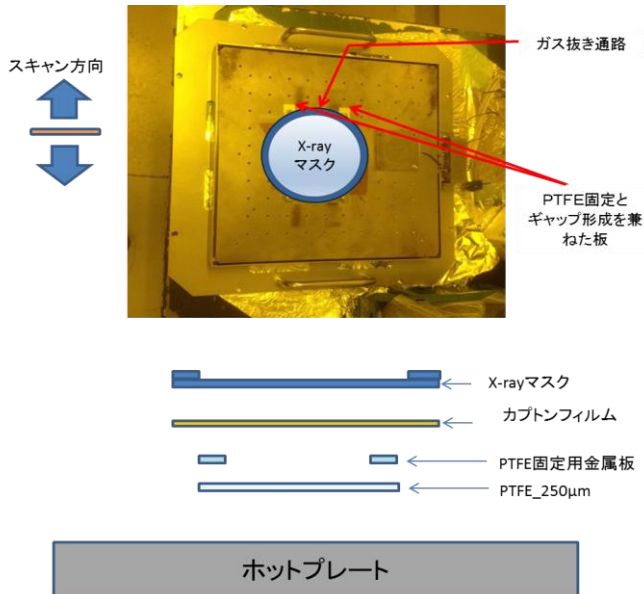 ガス抜き通路
スキャン方向
X-ray
マスク
PTFE固定と
ギャップ形成を兼
ねた板
X-rayマスク
カプトンフィルム
PTFE固定用金属板
PTFE_250μm
ホットプレート